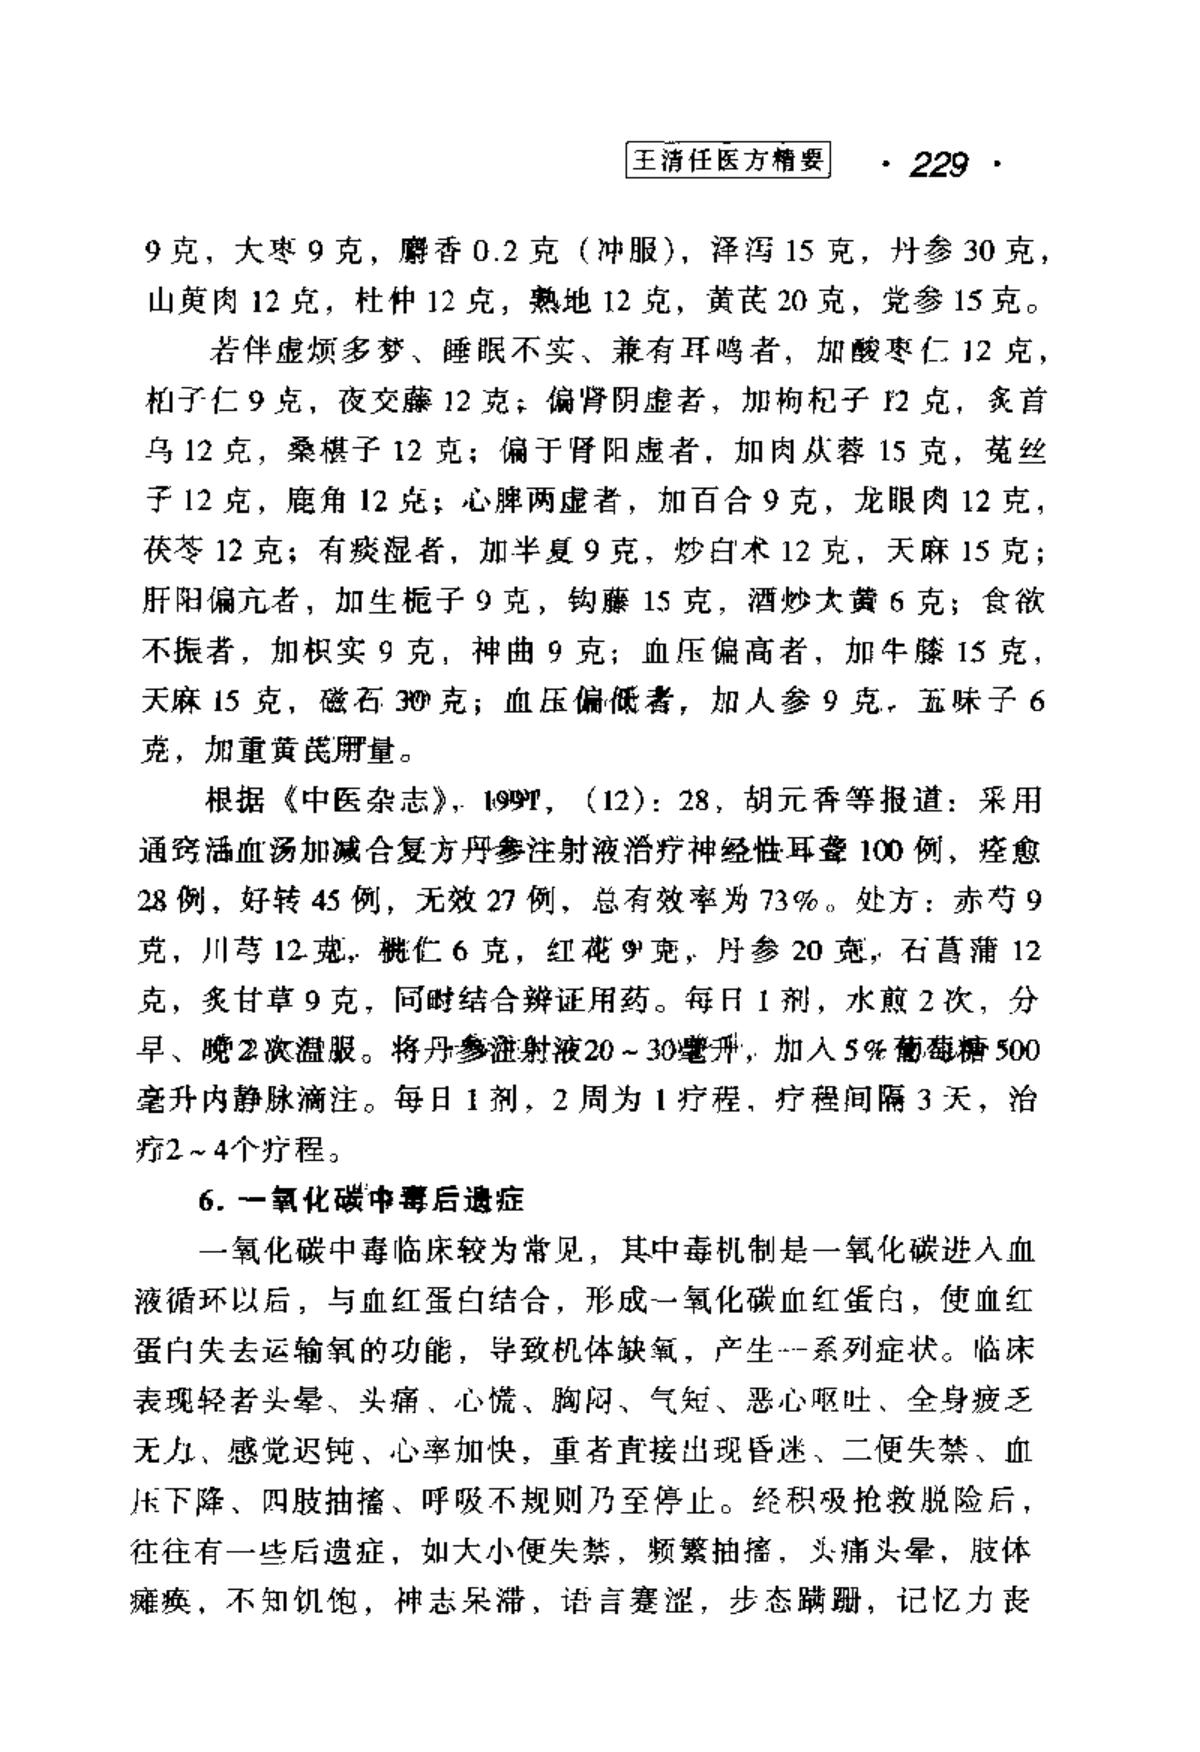 王清任医方精要 · 229 ·
9克，大枣9克，麝香0.2克（冲服），泽泻15克，丹参30克，
山萸肉12克，杜仲12克，熟地12克，黄芪20克，党参15克。
若伴虚烦多梦、睡眠不实、兼有耳鸣者，加酸枣仁12克，
柏子仁9克，夜交藤12克；偏肾阴虚者，加枸杞子12克，炙首
乌12克，桑椹子12克；偏于肾阳虚者，加肉苁蓉15克，菟丝
子12克，鹿角12克；心脾两虚者，加百合9克，龙眼肉12克，
茯苓12克；有痰湿者，加半夏9克，炒白术12克，天麻15克；
肝阳偏亢者，加生栀子9克，钩藤15克，酒炒大黄6克；食欲
不振者，加枳实9克，神曲9克；血压偏高者，加牛膝15克，
天麻15克，磁石30克；血压偏低者，加人参9克，五味子6
克，加重黄芪用量。
根据《中医杂志》，1991，（12）：28，胡元香等报道：采用
通窍活血汤加减合复方丹参注射液治疗神经性耳聋100例，痊愈
28例，好转45例，无效27例，总有效率为73%。处方：赤芍9
克，川芎12克，桃仁6克，红花9克，丹参20克，石菖蒲12
克，炙甘草9克，同时结合辨证用药。每日1剂，水煎2次，分
早、晚2次温服。将丹参注射液20～30毫升，加入5%葡萄糖500
毫升内静脉滴注。每日1剂，2周为1疗程，疗程间隔3天，治
疗2～4个疗程。
6. 一氧化碳中毒后遗症
一氧化碳中毒临床较为常见，其中毒机制是一氧化碳进入血
液循环以后，与血红蛋白结合，形成一氧化碳血红蛋白，使血红
蛋白失去运输氧的功能，导致机体缺氧，产生一系列症状。临床
表现轻者头晕、头痛、心慌、胸闷、气短、恶心呕吐、全身疲乏
无力、感觉迟钝、心率加快，重者直接出现昏迷、二便失禁、血
压下降、四肢抽搐、呼吸不规则乃至停止。经积极抢救脱险后，
往往有一些后遗症，如大小便失禁，频繁抽搐，头痛头晕，肢体
瘫痪，不知饥饱，神志呆滞，语言蹇涩，步态蹒跚，记忆力丧